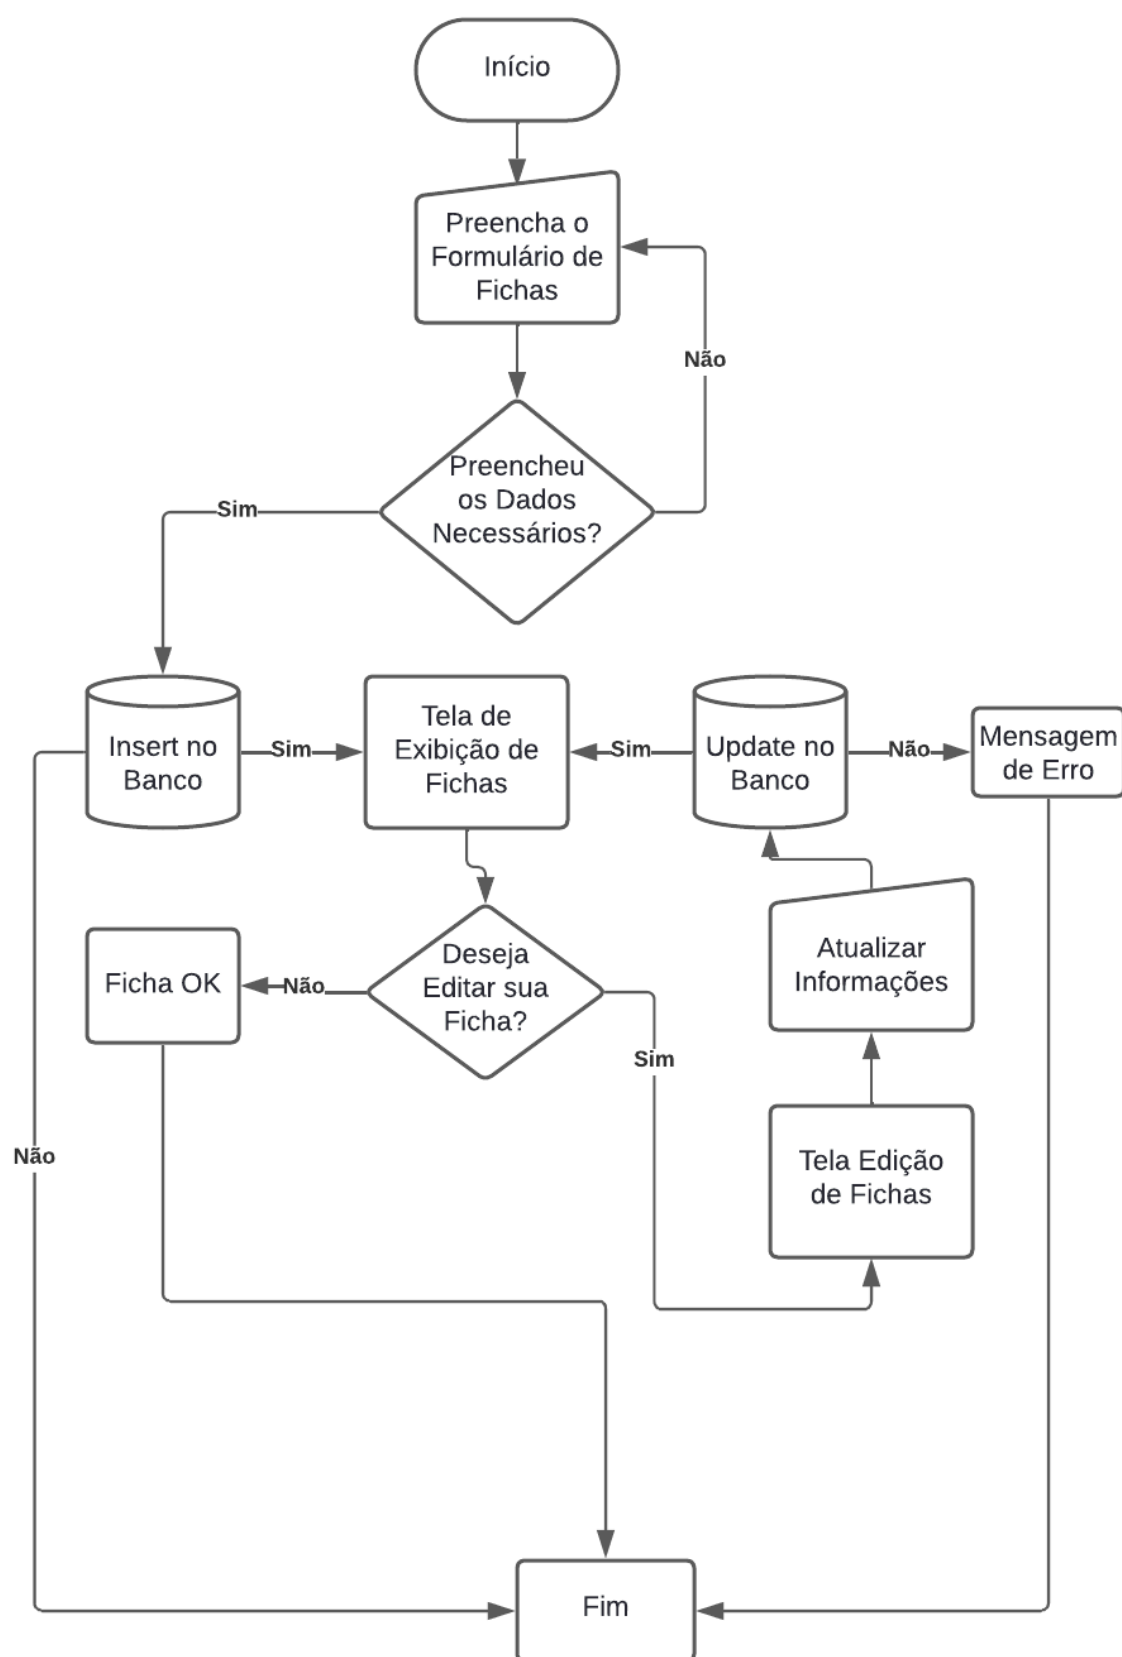 Início
Preencha o
Formulário de
Fichas
Não
Preencheu
os Dados
Necessários?
Sim
Insert no
Banco
Sim
Tela de
Exibição de
Fichas
Sim
Update no
Banco
Não
Mensagem
de Erro
Ficha OK
Não
Deseja
Editar sua
Ficha?
Sim
Atualizar
Informações
Não
Tela Edição
de Fichas
Fim